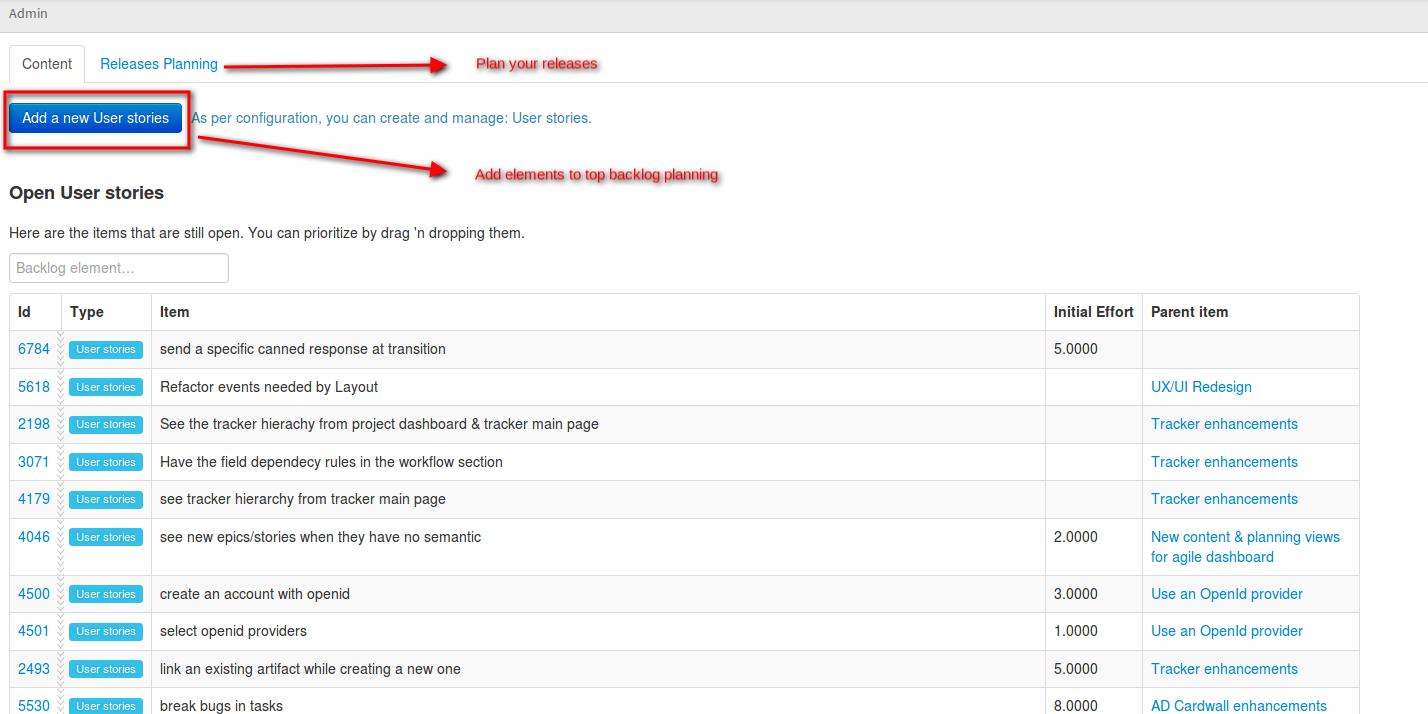 Admin
Content Releases Planning Plan your releases
Add a new User stories As per configuration, you can create and manage: User stories.
Add elements to top backlog planning
Open User stories
Here are the items that are still open. You can prioritize by drag 'n dropping them.
Backlog element...
Id Type Item Initial Effort Parent item
6784 User stories send a specific canned response at transition 5.0000
5618 User stories Refactor events needed by Layout UX/UI Redesign
2198 User stories See the tracker hierachy from project dashboard & tracker main page Tracker enhancements
3071 User stories Have the field dependecy rules in the workflow section Tracker enhancements
4179 User stories see tracker hierarchy from tracker main page Tracker enhancements
4046 User stories see new epics/stories when they have no semantic 2.0000 New content & planning views
for agile dashboard
4500 User stories create an account with openid 3.0000 Use an OpenId provider
4501 User stories select openid providers 1.0000 Use an OpenId provider
2493 User stories link an existing artifact while creating a new one 5.0000 Tracker enhancements
5530 User stories break bugs in tasks 8.0000 AD Cardwall enhancements